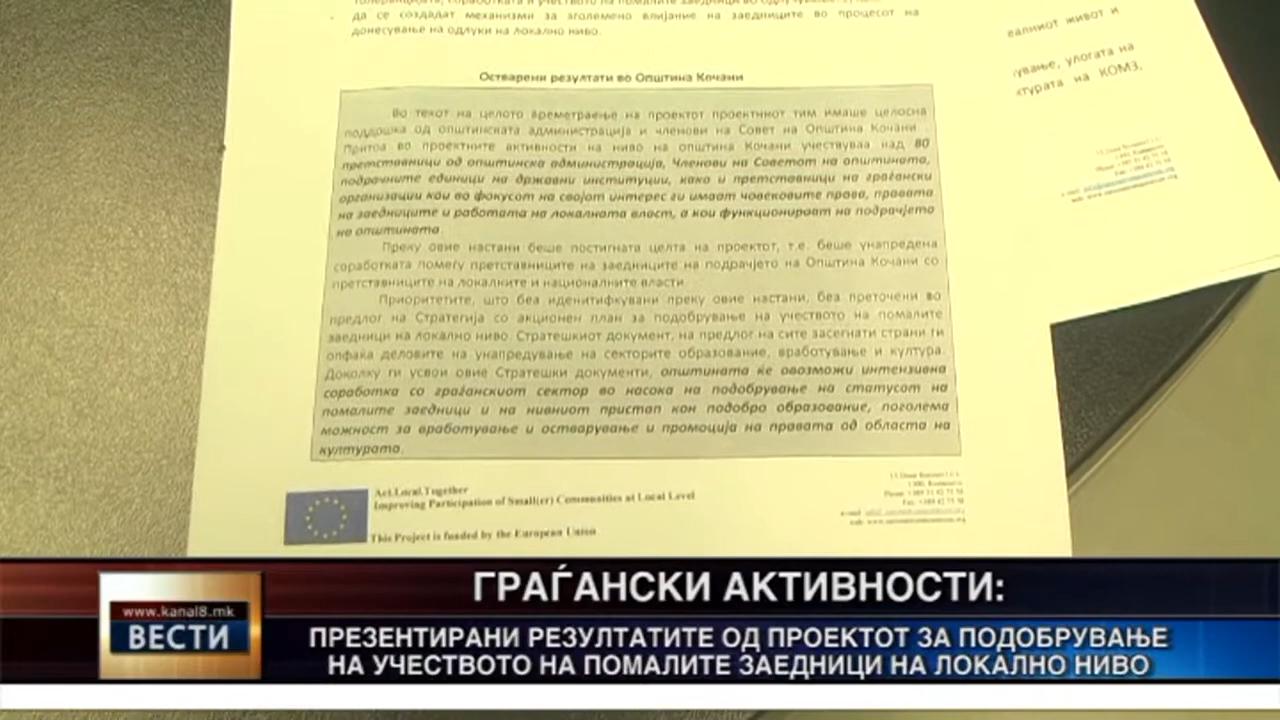 да се создадат механизми за зголемено влијание на заедниците во процесот на
донесување на одлуки на локално ниво.
Остварени резултати во Општина Кочани
Во текот на целото времетраење на проектот проектниот тим имаше целосна
поддршка од општинската администрација и членови на Совет на Општина Кочани.
Притоа во проектните активности на ниво на општина Кочани учествуваа над 80
претставници од општинска администрација, Членови на Советот на општината,
подрачните единици на државни институции, како и претставници на граѓански
организации кои во фокусот на својот интерес ги имаат човековите права, правата
на заедниците и работата на локалната власт, а кои функционираат на подрачјето
на општината.
Преку овие настани беше постигната целта на проектот, т.е. беше унапредена
соработката помеѓу претставниците на заедниците на подрачјето на Општина Кочани со
претставниците на локалните и националните власти.
Приоритетите, што беа иденитифкувани преку овие настани, беа преточени во
предлог на Стратегија со акционен план за подобрување на учеството на помалите
заедници на локално ниво. Стратешкиот документ, на предлог на сите засегнати страни ги
опфаќа деловите на унапредување на секторите образование, вработување и култура.
Доколку ги усвои овие Стратешки документи, општината ќе овозможи интензивна
соработка со граѓанскиот сектор во насока на подобрување на статусот на
помалите заедници и на нивниот пристап кон подобро образование, поголема
можност за вработување и остварување и промоција на правата од областа на
културата.
Act.Local.Together
Improving Participation of Small(er) Communities at Local Level
This Project is funded by the European Union
живот и
улогата на
на КОМЗ,
ГРАЃАНСКИ АКТИВНОСТИ:
www.kanal8.mk
ВЕСТИ
ПРЕЗЕНТИРАНИ РЕЗУЛТАТИТЕ ОД ПРОЕКТОТ ЗА ПОДОБРУВАЊЕ
НА УЧЕСТВОТО НА ПОМАЛИТЕ ЗАЕДНИЦИ НА ЛОКАЛНО НИВО